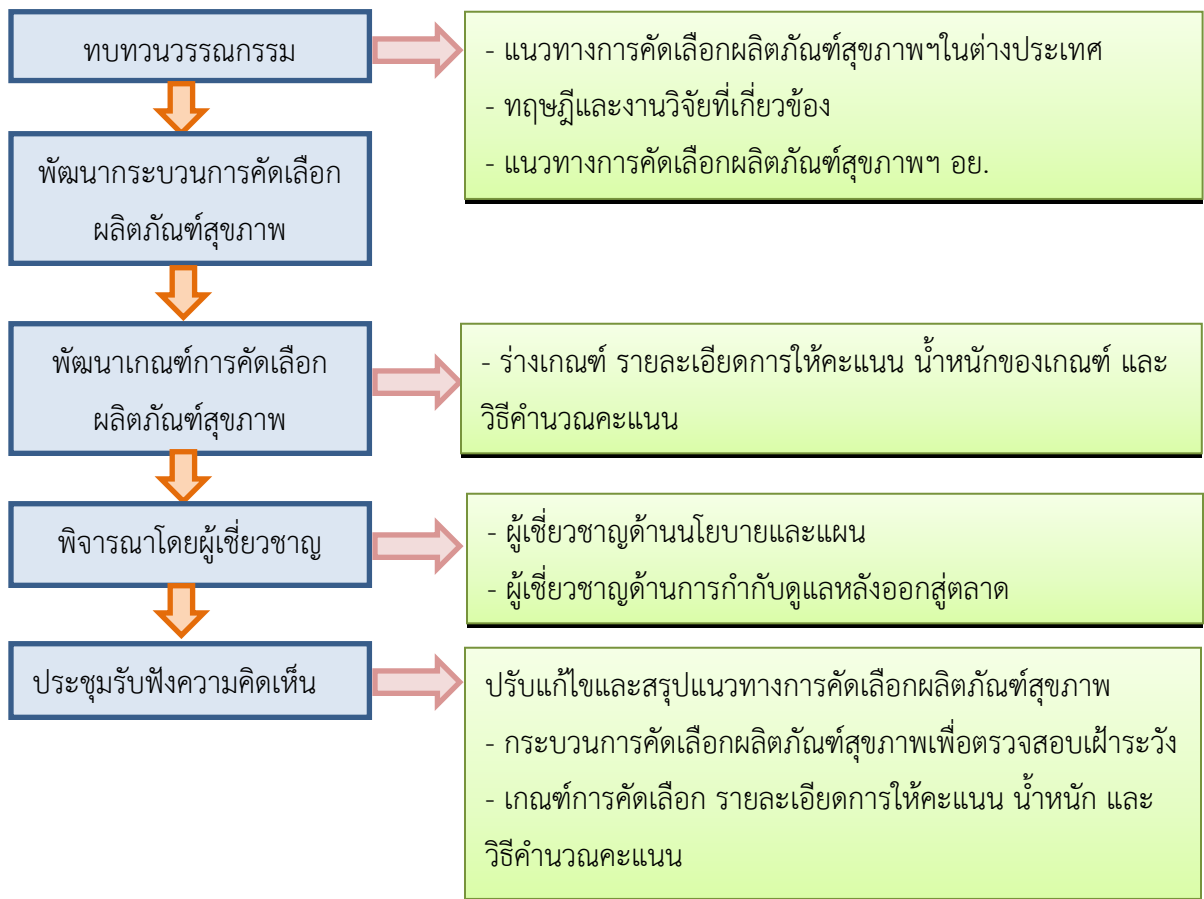 ทบทวนวรรณกรรม
- แนวทางการคัดเลือกผลิตภัณฑ์สุขภาพฯในต่างประเทศ
- ทฤษฎีและงานวิจัยที่เกี่ยวข้อง
- แนวทางการคัดเลือกผลิตภัณฑ์สุขภาพฯ อย.
พัฒนากระบวนการคัดเลือก
ผลิตภัณฑ์สุขภาพ
พัฒนาเกณฑ์การคัดเลือก
ผลิตภัณฑ์สุขภาพ
- ร่างเกณฑ์ รายละเอียดการให้คะแนน น้ำหนักของเกณฑ์ และ
วิธีคำนวณคะแนน
พิจารณาโดยผู้เชี่ยวชาญ
- ผู้เชี่ยวชาญด้านนโยบายและแผน
- ผู้เชี่ยวชาญด้านการกำกับดูแลหลังออกสู่ตลาด
ประชุมรับฟังความคิดเห็น
ปรับแก้ไขและสรุปแนวทางการคัดเลือกผลิตภัณฑ์สุขภาพ
- กระบวนการคัดเลือกผลิตภัณฑ์สุขภาพเพื่อตรวจสอบเฝ้าระวัง
- เกณฑ์การคัดเลือก รายละเอียดการให้คะแนน น้ำหนัก และ
วิธีคำนวณคะแนน